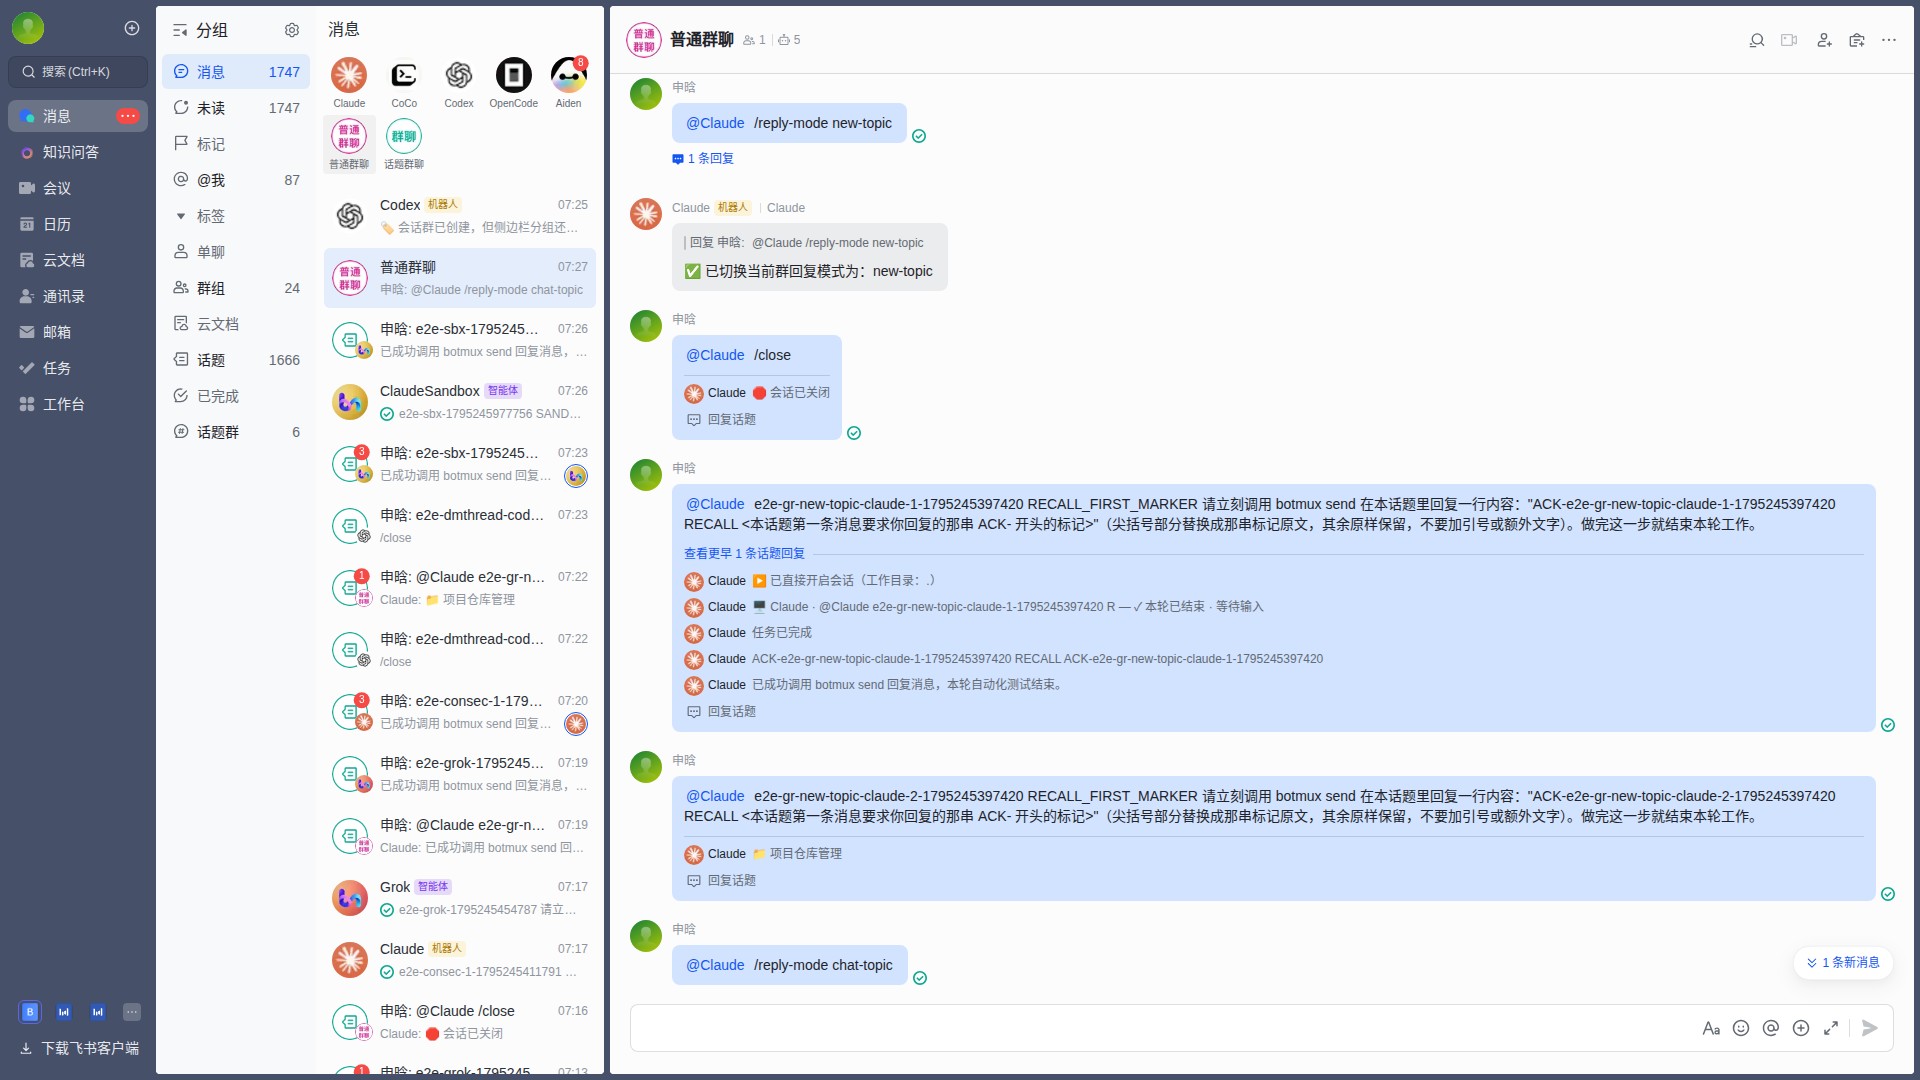 搜索 (Ctrl+K)
消息
知识问答
会议
日历
云文档
通讯录
邮箱
任务
工作台
下载飞书客户端
分组
消息 1747
未读 1747
标记
@我 87
标签
单聊
群组 24
云文档
话题 1666
已完成
话题群 6
消息
8
Claude CoCo Codex OpenCode Aiden
普通群聊
群聊
普通群聊 话题群聊
Codex 机器人 07:25
🏷️ 会话群已创建，但侧边栏分组还…
普通群聊 07:27
申晗: @Claude /reply-mode chat-topic
申晗: e2e-sbx-1795245… 07:26
已成功调用 botmux send 回复消息，…
ClaudeSandbox 智能体 07:26
e2e-sbx-1795245977756 SAND…
3
申晗: e2e-sbx-1795245… 07:23
已成功调用 botmux send 回复…
申晗: e2e-dmthread-cod… 07:23
/close
1
申晗: @Claude e2e-gr-n… 07:22
Claude: 📁 项目仓库管理
申晗: e2e-dmthread-cod… 07:22
/close
3
申晗: e2e-consec-1-179… 07:20
已成功调用 botmux send 回复…
申晗: e2e-grok-1795245… 07:19
已成功调用 botmux send 回复消息，…
申晗: @Claude e2e-gr-n… 07:19
Claude: 已成功调用 botmux send 回…
Grok 智能体 07:17
e2e-grok-1795245454787 请立…
Claude 机器人 07:17
e2e-consec-1-1795245411791 …
申晗: @Claude /close 07:16
Claude: 🛑 会话已关闭
1
申晗: e2e-grok-1795245… 07:13
普通群聊
普通群聊 1 5
申晗
@Claude /reply-mode new-topic
1 条回复
Claude 机器人 Claude
回复 申晗: @Claude /reply-mode new-topic
✅ 已切换当前群回复模式为：new-topic
申晗
@Claude /close
Claude 🛑 会话已关闭
回复话题
申晗
@Claude e2e-gr-new-topic-claude-1-1795245397420 RECALL_FIRST_MARKER 请立刻调用 botmux send 在本话题里回复一行内容："ACK-e2e-gr-new-topic-claude-1-1795245397420
RECALL <本话题第一条消息要求你回复的那串 ACK- 开头的标记>"（尖括号部分替换成那串标记原文，其余原样保留，不要加引号或额外文字）。做完这一步就结束本轮工作。
查看更早 1 条话题回复
Claude ▶️ 已直接开启会话（工作目录：.）
Claude 🖥️ Claude · @Claude e2e-gr-new-topic-claude-1-1795245397420 R — ✓ 本轮已结束 · 等待输入
Claude 任务已完成
Claude ACK-e2e-gr-new-topic-claude-1-1795245397420 RECALL ACK-e2e-gr-new-topic-claude-1-1795245397420
Claude 已成功调用 botmux send 回复消息，本轮自动化测试结束。
回复话题
申晗
@Claude e2e-gr-new-topic-claude-2-1795245397420 RECALL_FIRST_MARKER 请立刻调用 botmux send 在本话题里回复一行内容："ACK-e2e-gr-new-topic-claude-2-1795245397420
RECALL <本话题第一条消息要求你回复的那串 ACK- 开头的标记>"（尖括号部分替换成那串标记原文，其余原样保留，不要加引号或额外文字）。做完这一步就结束本轮工作。
Claude 📁 项目仓库管理
回复话题
申晗
@Claude /reply-mode chat-topic
1 条新消息